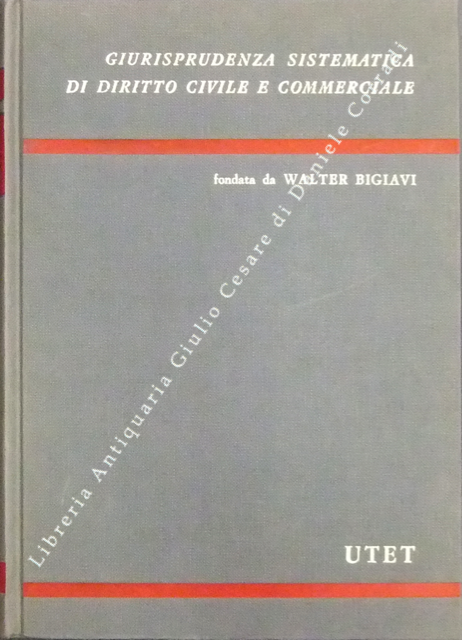 GIURISPRUDENZA SISTEMATICA
DI DIRITTO CIVILE E COMMERCIALE
fondata da WALTER BIGIAVI
Libreria Antiquaria Giulio Cesare di Daniele Corradi
UTET